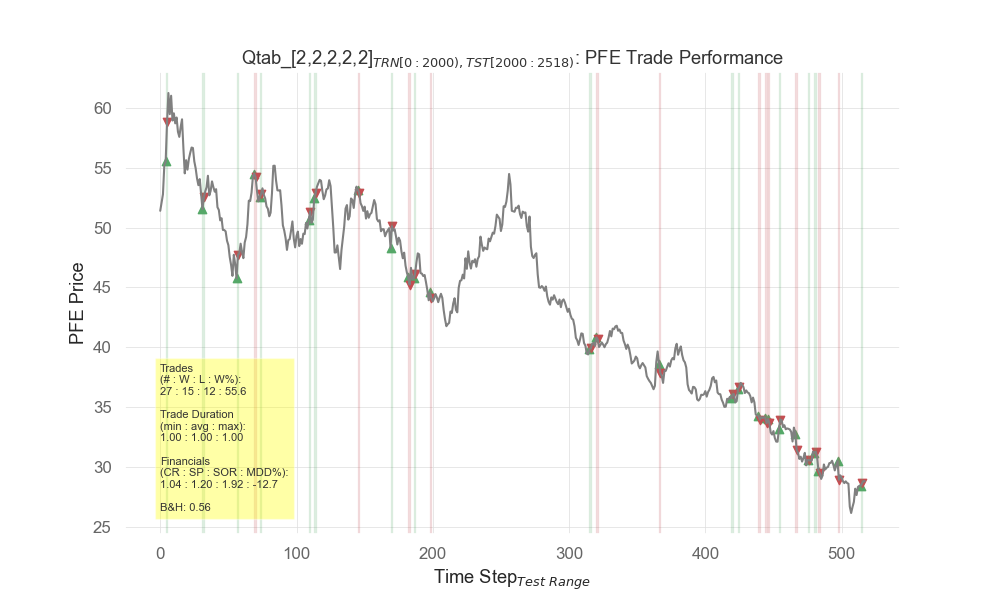 Qtab_[2,2,2,2,2]TRN[0 : 2000), TST[2000 : 2518): PFE Trade Performance
60
55
50
45
40
35
30
25
PFE Price
Trades
(# : W : L : W%):
27 : 15 : 12 : 55.6
Trade Duration
(min : avg : max):
1.00 : 1.00 : 1.00
Financials
(CR : SP : SOR : MDD%):
1.04 : 1.20 : 1.92 : -12.7
B&H: 0.56
0 100 200 300 400 500
Time StepTest Range